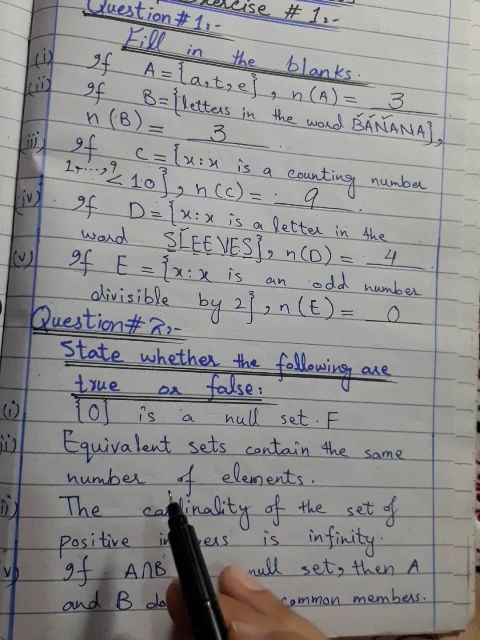 Exercise # 1:-
Question # 1:-
Fill in the blanks.
(i) If A = {a, t, e}, n(A) = 3
(ii) If B = {letters in the word BANANA},
n(B) = 3
(iii) If C = {x : x is a counting number
1,....,9 < 10}, n(C) = 9
(iv) If D = {x : x is a letter in the
word SLEEVES}, n(D) = 4
(v) If E = {x : x is an odd number
divisible by 2}, n(E) = 0
Question # 2:-
State whether the following are
true or false:
(i) {0} is a null set. F
ii) Equivalent sets contain the same
number of elements.
ii) The cardinality of the set of
positive is infinity.
v) If A∩B null set, then A
and B common members.